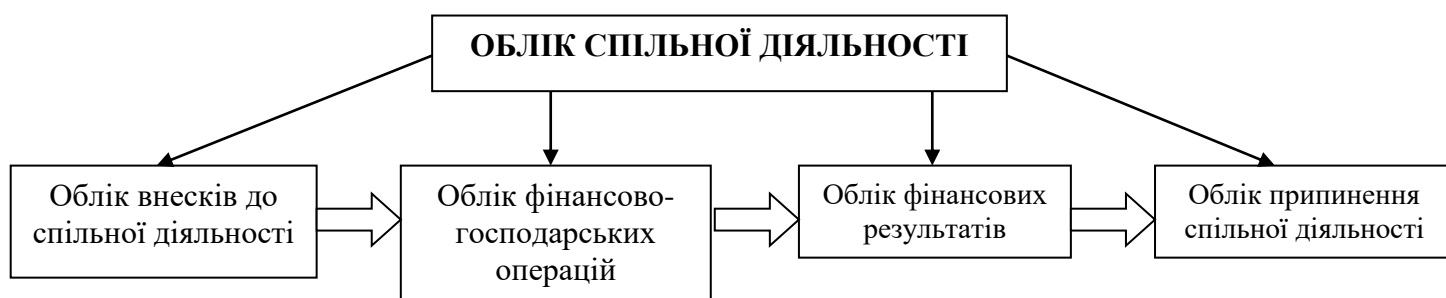 ОБЛІК СПІЛЬНОЇ ДІЯЛЬНОСТІ
Облік внесків до
спільної діяльності
Облік фінансово-
господарських
операцій
Облік фінансових
результатів
Облік припинення
спільної діяльності